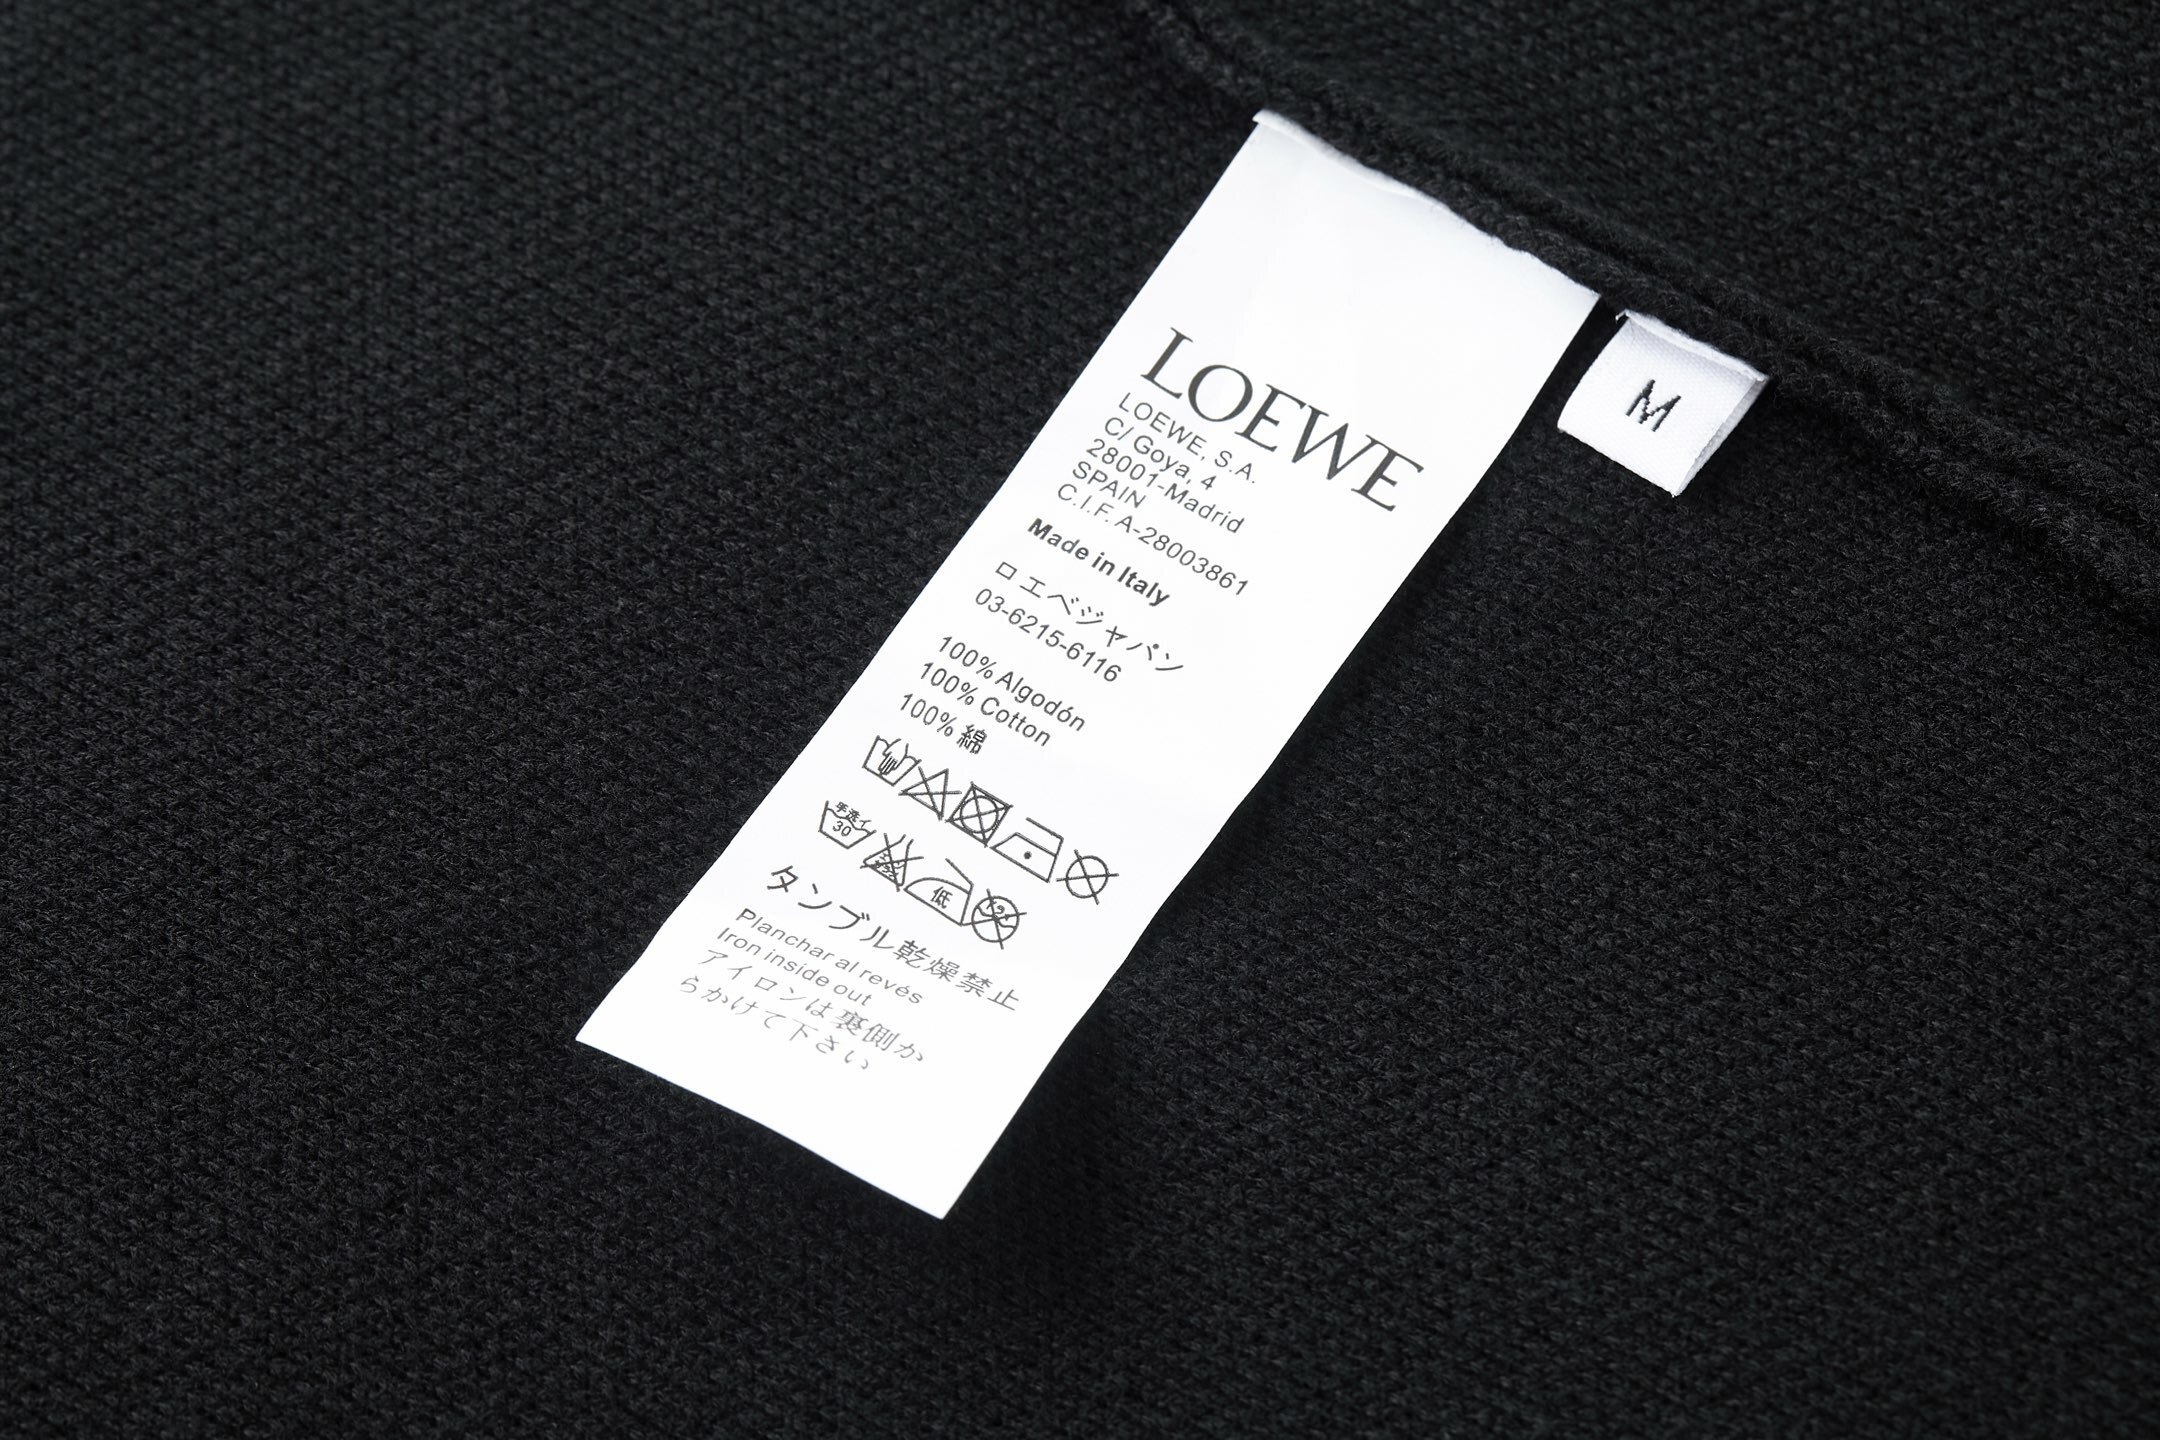 LOEWE
LOEWE, S.A.
C/ Goya, 4
28001-Madrid
SPAIN
C.I.F. A-28003861
Made in Italy
ロエベジャパン
03-6215-6116
100% Algodón
100% Cotton
100% 綿
手洗イ
30
低
タンブル乾燥禁止
Planchar al revés
Iron inside out
アイロンは裏側か
らかけて下さい
M